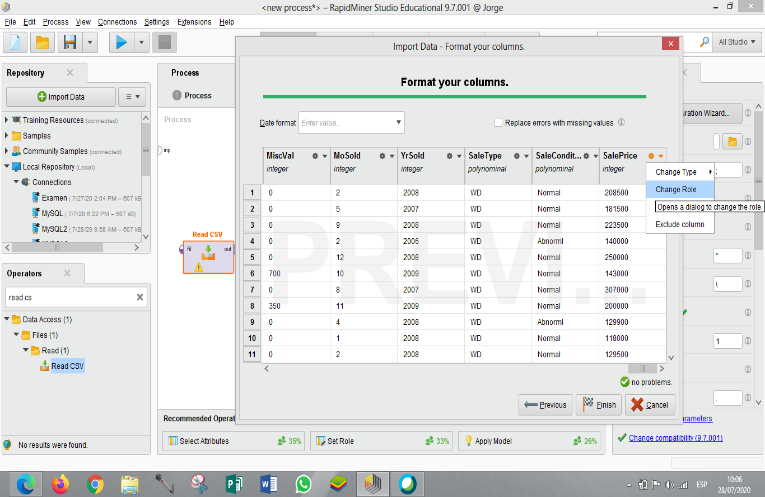 <new process*> – RapidMiner Studio Educational 9.7.001 @ Jorge
File Edit Process View Connections Settings Extensions Help
All Studio
Repository
Import Data
Training Resources (connected)
Samples
Community Samples (connected)
Local Repository (Local)
Connections
Examen ( 7/27/20 2:04 PM – 607 kB
MySQL ( 7/7/20 6:22 PM – 607 kB)
MySQL2 ( 7/28/20 8:58 AM – 607 kB
Operators
read cs
Data Access (1)
Files (1)
Read (1)
Read CSV
No results were found.
Process
Process
Process
inp
Read CSV
fil
out
Recommended Operat
Select Attributes 35%
Set Role 33%
Apply Model 26%
Import Data - Format your columns.
Format your columns.
Date format Enter value...
Replace errors with missing values
MiscVal MoSold YrSold SaleType SaleCondit... SalePrice
integer integer integer polynominal polynominal integer
1 0 2 2008 WD Normal 208500
2 0 5 2007 WD Normal 181500
3 0 9 2008 WD Normal 223500
4 0 2 2006 WD Abnorml 140000
5 0 12 2008 WD Normal 250000
6 700 10 2009 WD Normal 143000
7 0 8 2007 WD Normal 307000
8 350 11 2009 WD Normal 200000
9 0 4 2008 WD Abnorml 129900
10 0 1 2008 WD Normal 118000
11 0 2 2008 WD Normal 129500
PREV...
Change Type
Change Role
Opens a dialog to change the role.
Exclude column
no problems.
Previous
Finish
Cancel
uration Wizard...
;
"
\
1
.
rameters
Change compatibility (9.7.001)
ESP
10:06
28/07/2020